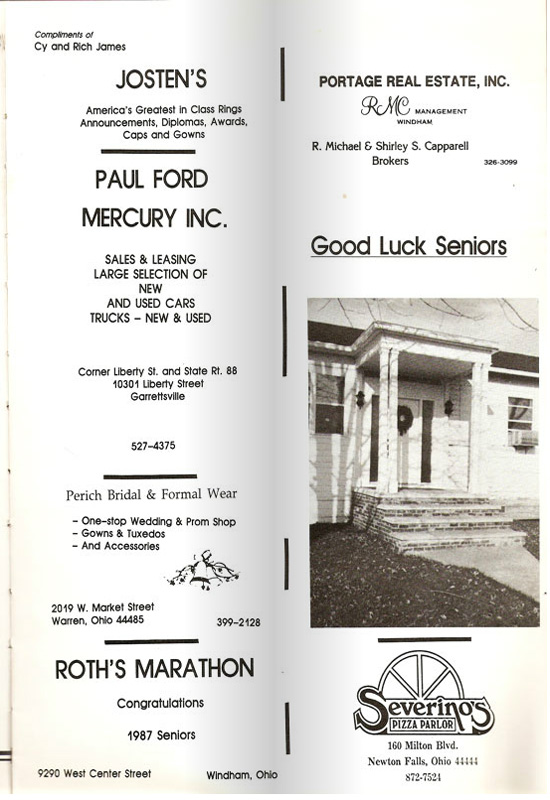 Compliments of
Cy and Rich James
JOSTEN'S
America's Greatest in Class Rings
Announcements, Diplomas, Awards,
Caps and Gowns
PAUL FORD
MERCURY INC.
SALES & LEASING
LARGE SELECTION OF
NEW
AND USED CARS
TRUCKS – NEW & USED
Corner Liberty St. and State Rt. 88
10301 Liberty Street
Garrettsville
527-4375
Perich Bridal & Formal Wear
– One-stop Wedding & Prom Shop
– Gowns & Tuxedos
– And Accessories
2019 W. Market Street
Warren, Ohio 44485 399-2128
ROTH'S MARATHON
Congratulations
1987 Seniors
9290 West Center Street Windham, Ohio
PORTAGE REAL ESTATE, INC.
RMC MANAGEMENT
WINDHAM
R. Michael & Shirley S. Capparell
Brokers 326-3099
Good Luck Seniors
Severino's
PIZZA PARLOR
160 Milton Blvd.
Newton Falls, Ohio 44444
872-7521